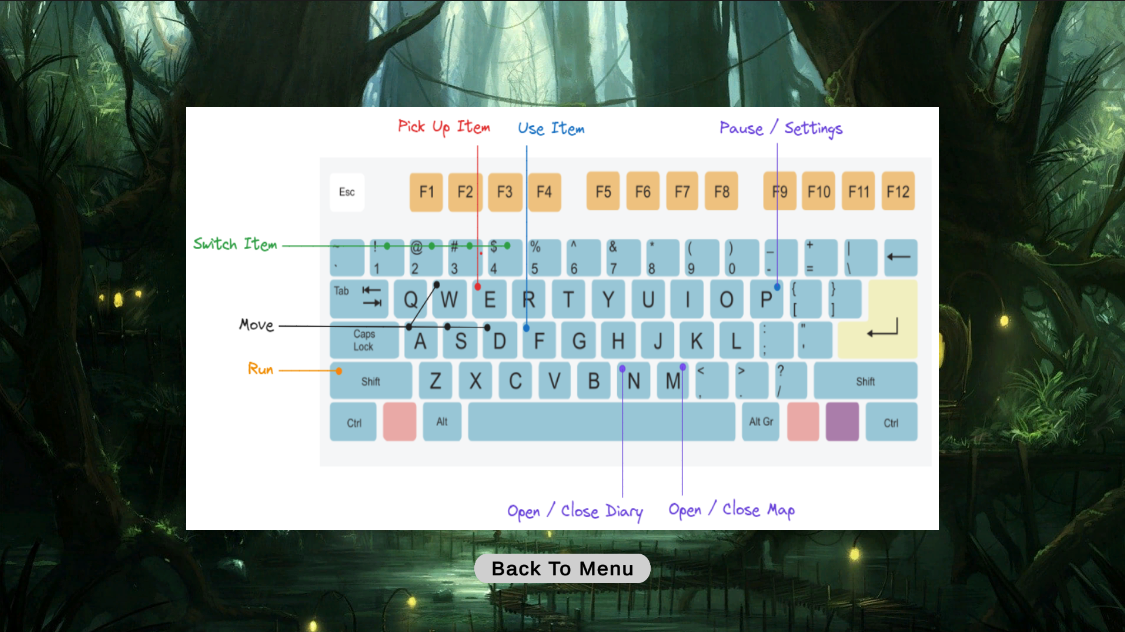 Pick Up Item Use Item Pause / Settings
Esc F1 F2 F3 F4 F5 F6 F7 F8 F9 F10 F11 F12
Switch Item
~ ! @ # $ % ^ & * ( ) _ + |
` 1 2 3 4 5 6 7 8 9 0 - = \
Tab Q W E R T Y U I O P { }
[ ]
Move
Caps Lock A S D F G H J K L : "
; '
Run
Shift Z X C V B N M < > ? Shift
, . /
Ctrl Alt Alt Gr Ctrl
Open / Close Diary Open / Close Map
Back To Menu